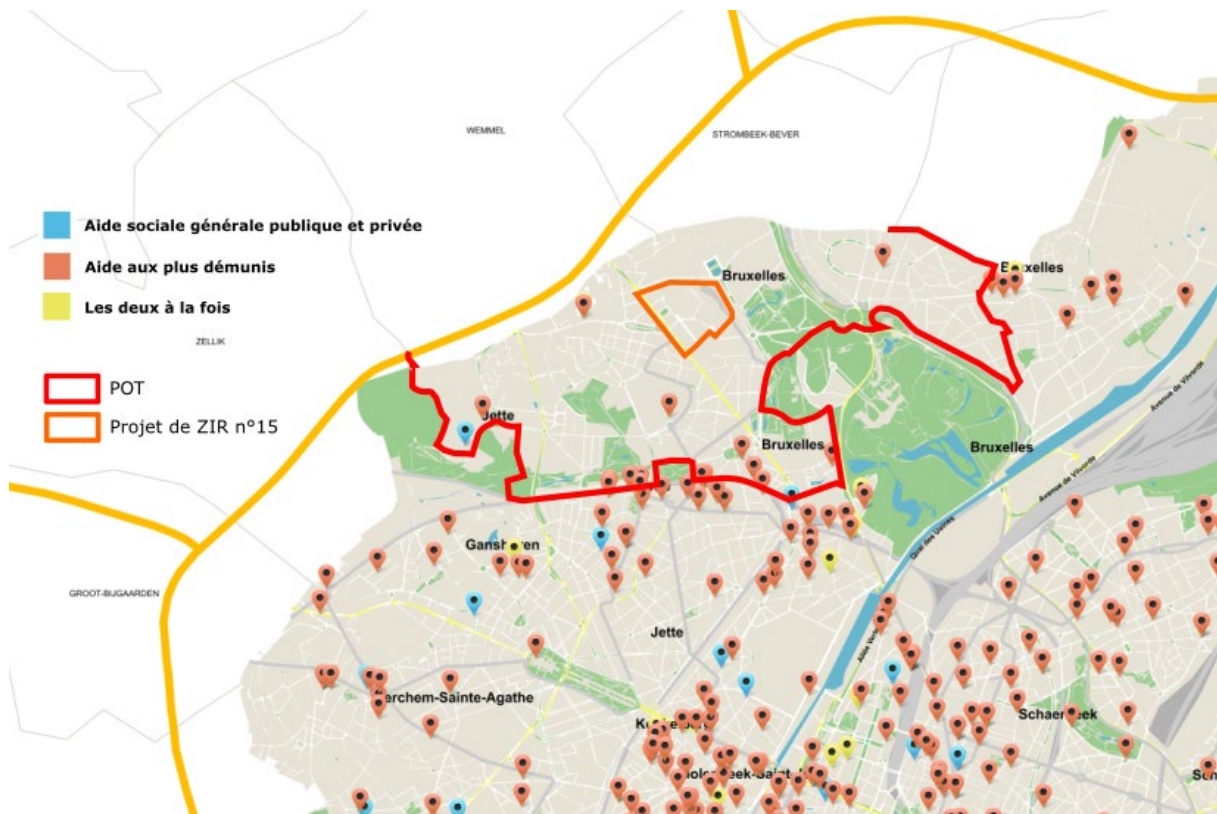 WEMMEL
STROMBEEK-BEVER
Aide sociale générale publique et privée
Aide aux plus démunis
Les deux à la fois
ZELLIK
POT
Projet de ZIR n°15
Bruxelles
Bruxelles
Jette
Bruxelles
Bruxelles
Avenue de Vilvorde
Avenue de Vilvorde
Quai des Usines
Ganshoren
GROOT-BIJGAARDEN
Jette
Allée Verte
Berchem-Sainte-Agathe
Schaerbeek